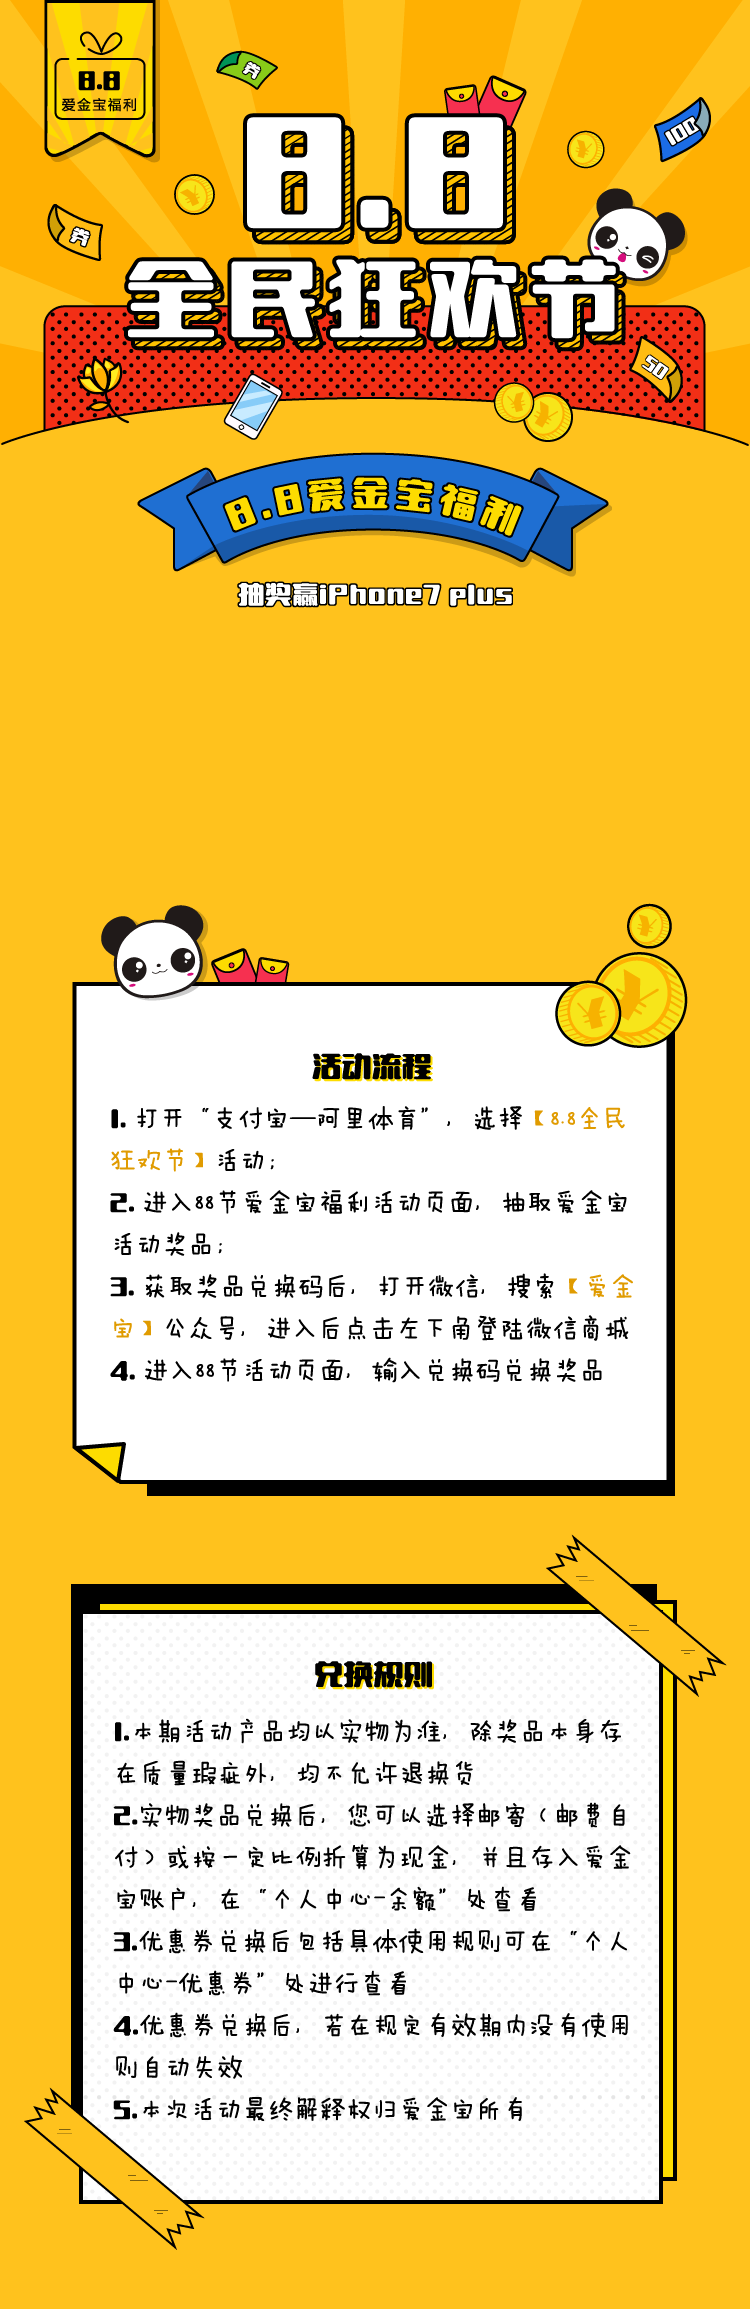 8.8
爱金宝福利
券
100
券
8.8
全民狂欢节
50
8.8爱金宝福利
抽奖赢iPhone7 plus
活动流程
1. 打开“支付宝—阿里体育”, 选择【8.8全民
狂欢节】活动;
2. 进入88节爱金宝福利活动页面, 抽取爱金宝
活动奖品;
3. 获取奖品兑换码后, 打开微信, 搜索【爱金
宝】公众号, 进入后点击左下角登陆微信商城
4. 进入88节活动页面, 输入兑换码兑换奖品
兑换规则
1.本期活动产品均以实物为准, 除奖品本身存
在质量瑕疵外, 均不允许退换货
2.实物奖品兑换后, 您可以选择邮寄(邮费自
付)或按一定比例折算为现金, 并且存入爱金
宝账户, 在“个人中心-余额”处查看
3.优惠券兑换后包括具体使用规则可在“个人
中心-优惠券”处进行查看
4.优惠券兑换后, 若在规定有效期内没有使用
则自动失效
5.本次活动最终解释权归爱金宝所有